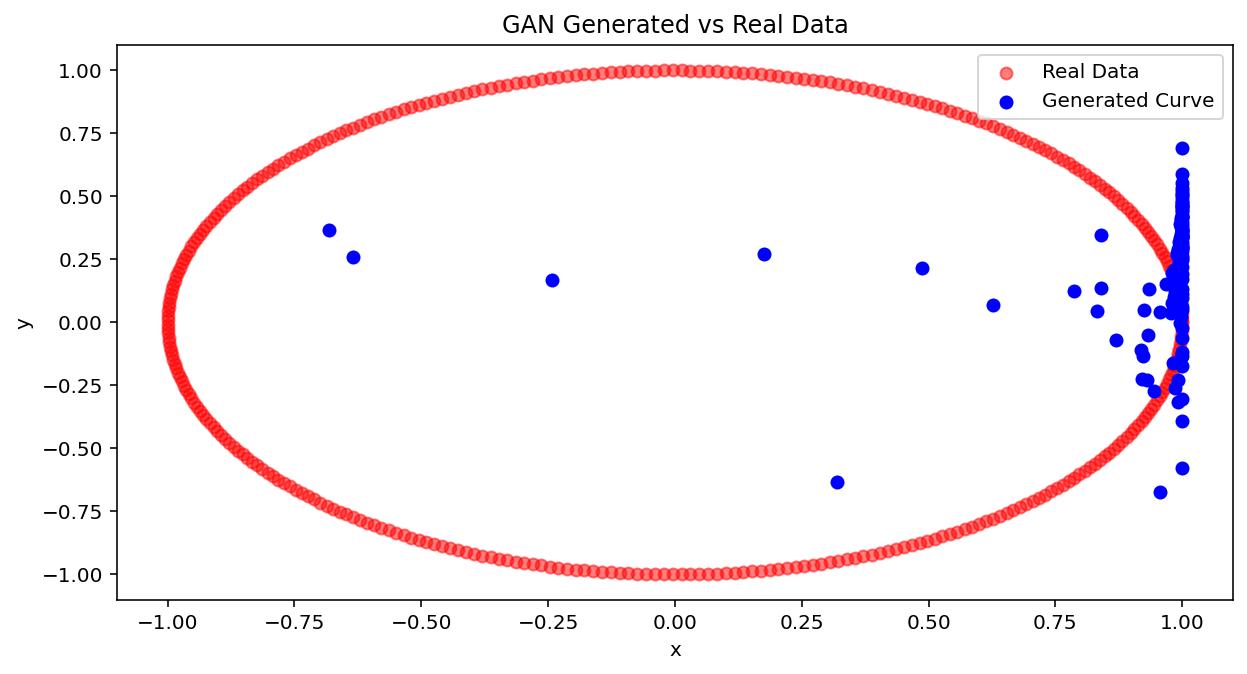 GAN Generated vs Real Data
Real Data
Generated Curve
1.00
0.75
0.50
0.25
0.00
−0.25
−0.50
−0.75
−1.00
y
−1.00 −0.75 −0.50 −0.25 0.00 0.25 0.50 0.75 1.00
x